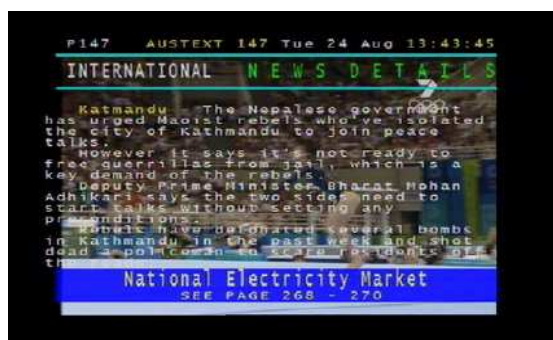 P147 AUSTEXT 147 Tue 24 Aug 13:43:45
INTERNATIONAL NEWS DETAILS
7
Katmandu - The Nepalese government
has urged Maoist rebels who've isolated
the city of Kathmandu to join peace
talks.
However it says it's not ready to
free guerrillas from jail, which is a
key demand of the rebels.
Deputy Prime Minister Bharat Mohan
Adhikari says the two sides need to
start talks without setting any
preconditions.
Rebels have detonated several bombs
in Kathmandu in the past week and shot
dead a policeman to scare residents off
the
National Electricity Market
SEE PAGE 268 - 270